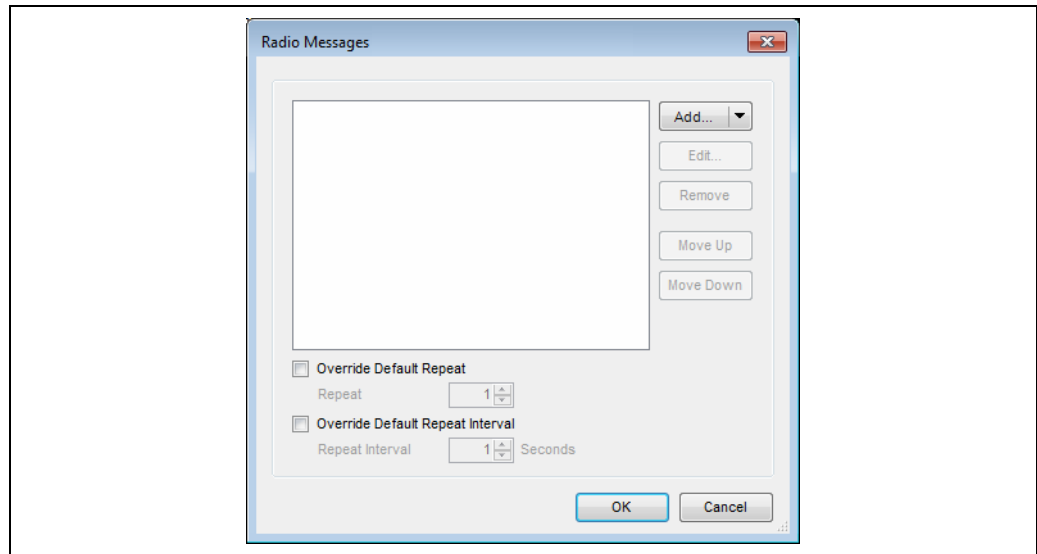 Radio Messages
Add...
Edit...
Remove
Move Up
Move Down
Override Default Repeat
Repeat 1
Override Default Repeat Interval
Repeat Interval 1 Seconds
OK Cancel